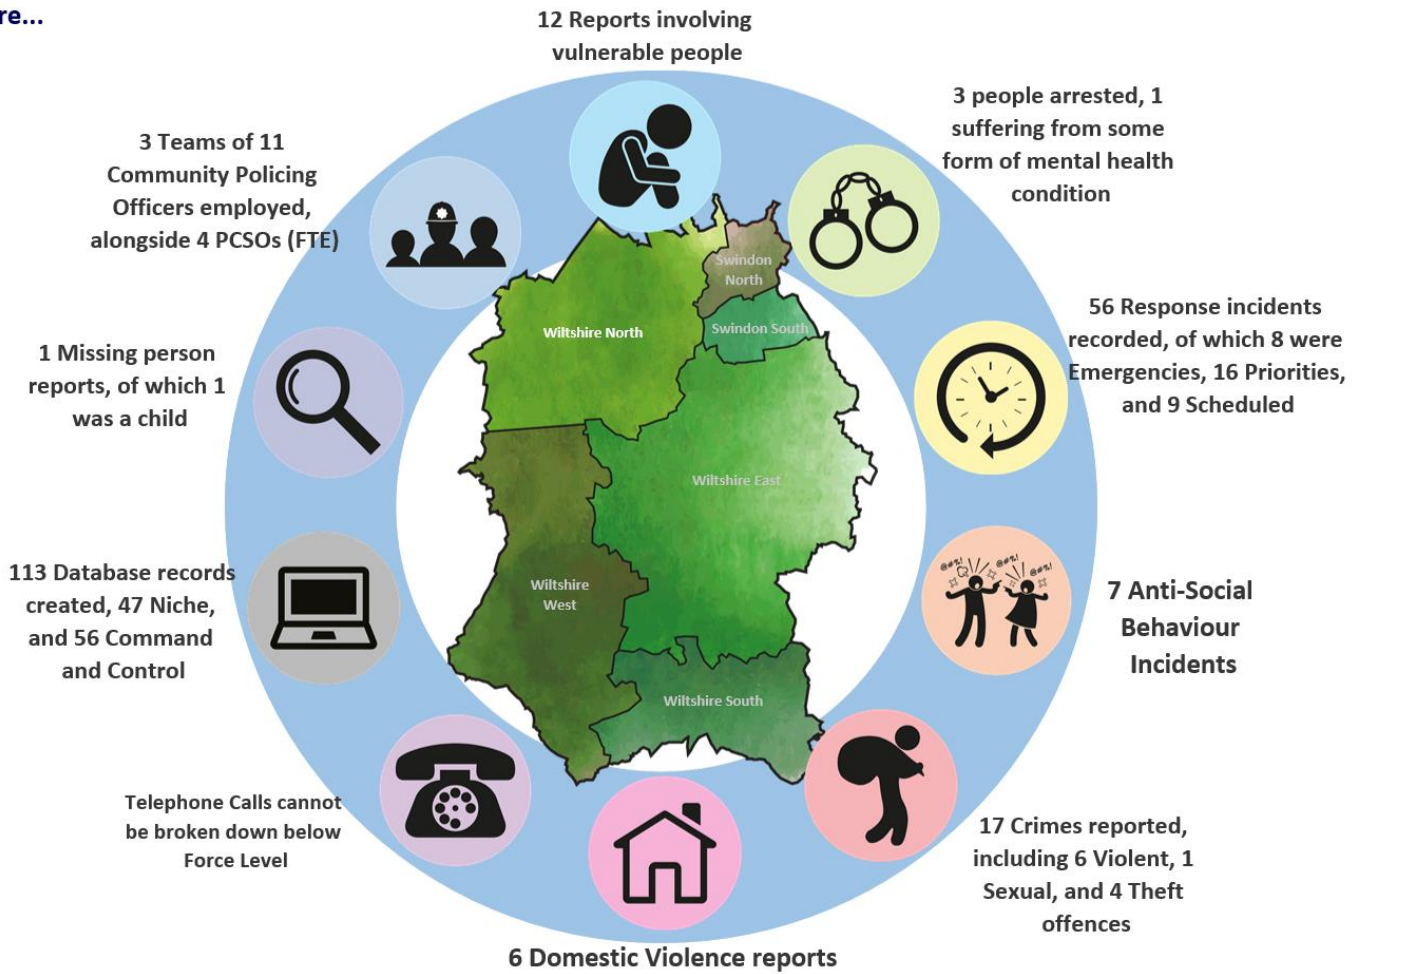 re...
12 Reports involving
vulnerable people
3 people arrested, 1
suffering from some
form of mental health
condition
3 Teams of 11
Community Policing
Officers employed,
alongside 4 PCSOs (FTE)
Swindon
North
56 Response incidents
recorded, of which 8 were
Emergencies, 16 Priorities,
and 9 Scheduled
Wiltshire North
Swindon South
1 Missing person
reports, of which 1
was a child
Wiltshire East
@#%!
@#%!
@#%!
113 Database records
created, 47 Niche,
and 56 Command
and Control
Wiltshire
West
7 Anti-Social
Behaviour
Incidents
Wiltshire South
Telephone Calls cannot
be broken down below
Force Level
17 Crimes reported,
including 6 Violent, 1
Sexual, and 4 Theft
offences
6 Domestic Violence reports